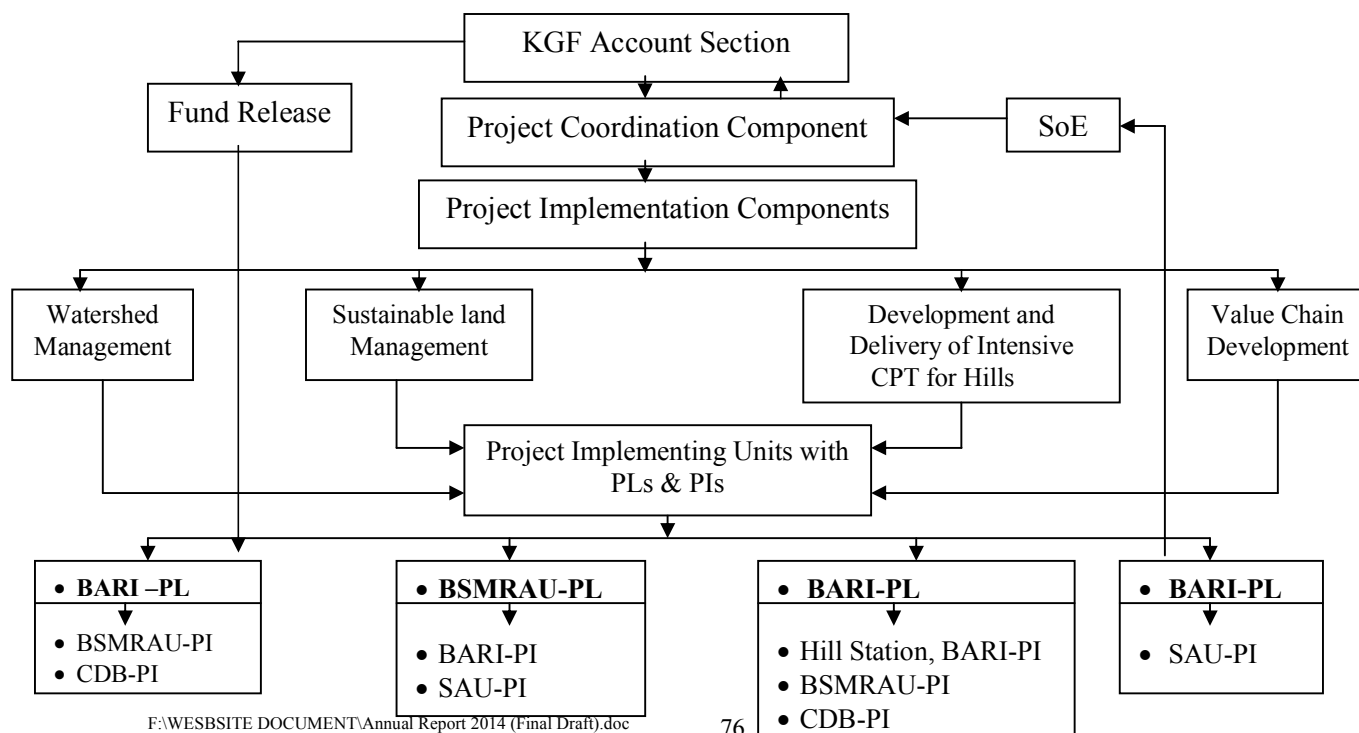 KGF Account Section
Fund Release
Project Coordination Component
SoE
Project Implementation Components
Watershed
Management
Sustainable land
Management
Development and
Delivery of Intensive
CPT for Hills
Value Chain
Development
Project Implementing Units with
PLs & PIs
• BARI –PL
• BSMRAU-PI
• CDB-PI
• BSMRAU-PL
• BARI-PI
• SAU-PI
• BARI-PL
• Hill Station, BARI-PI
• BSMRAU-PI
• CDB-PI
• BARI-PL
• SAU-PI
F:\WESBSITE DOCUMENT\Annual Report 2014 (Final Draft).doc
76